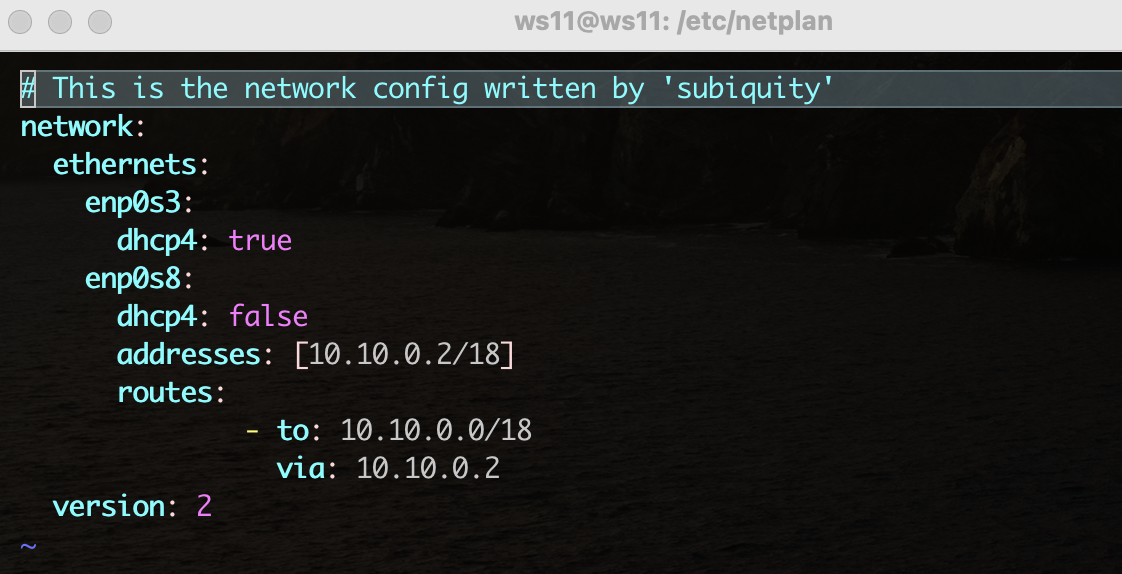 ws11@ws11: /etc/netplan
# This is the network config written by 'subiquity'
network:
  ethernets:
    enp0s3:
      dhcp4: true
    enp0s8:
      dhcp4: false
      addresses: [10.10.0.2/18]
      routes:
              - to: 10.10.0.0/18
                via: 10.10.0.2
  version: 2
~